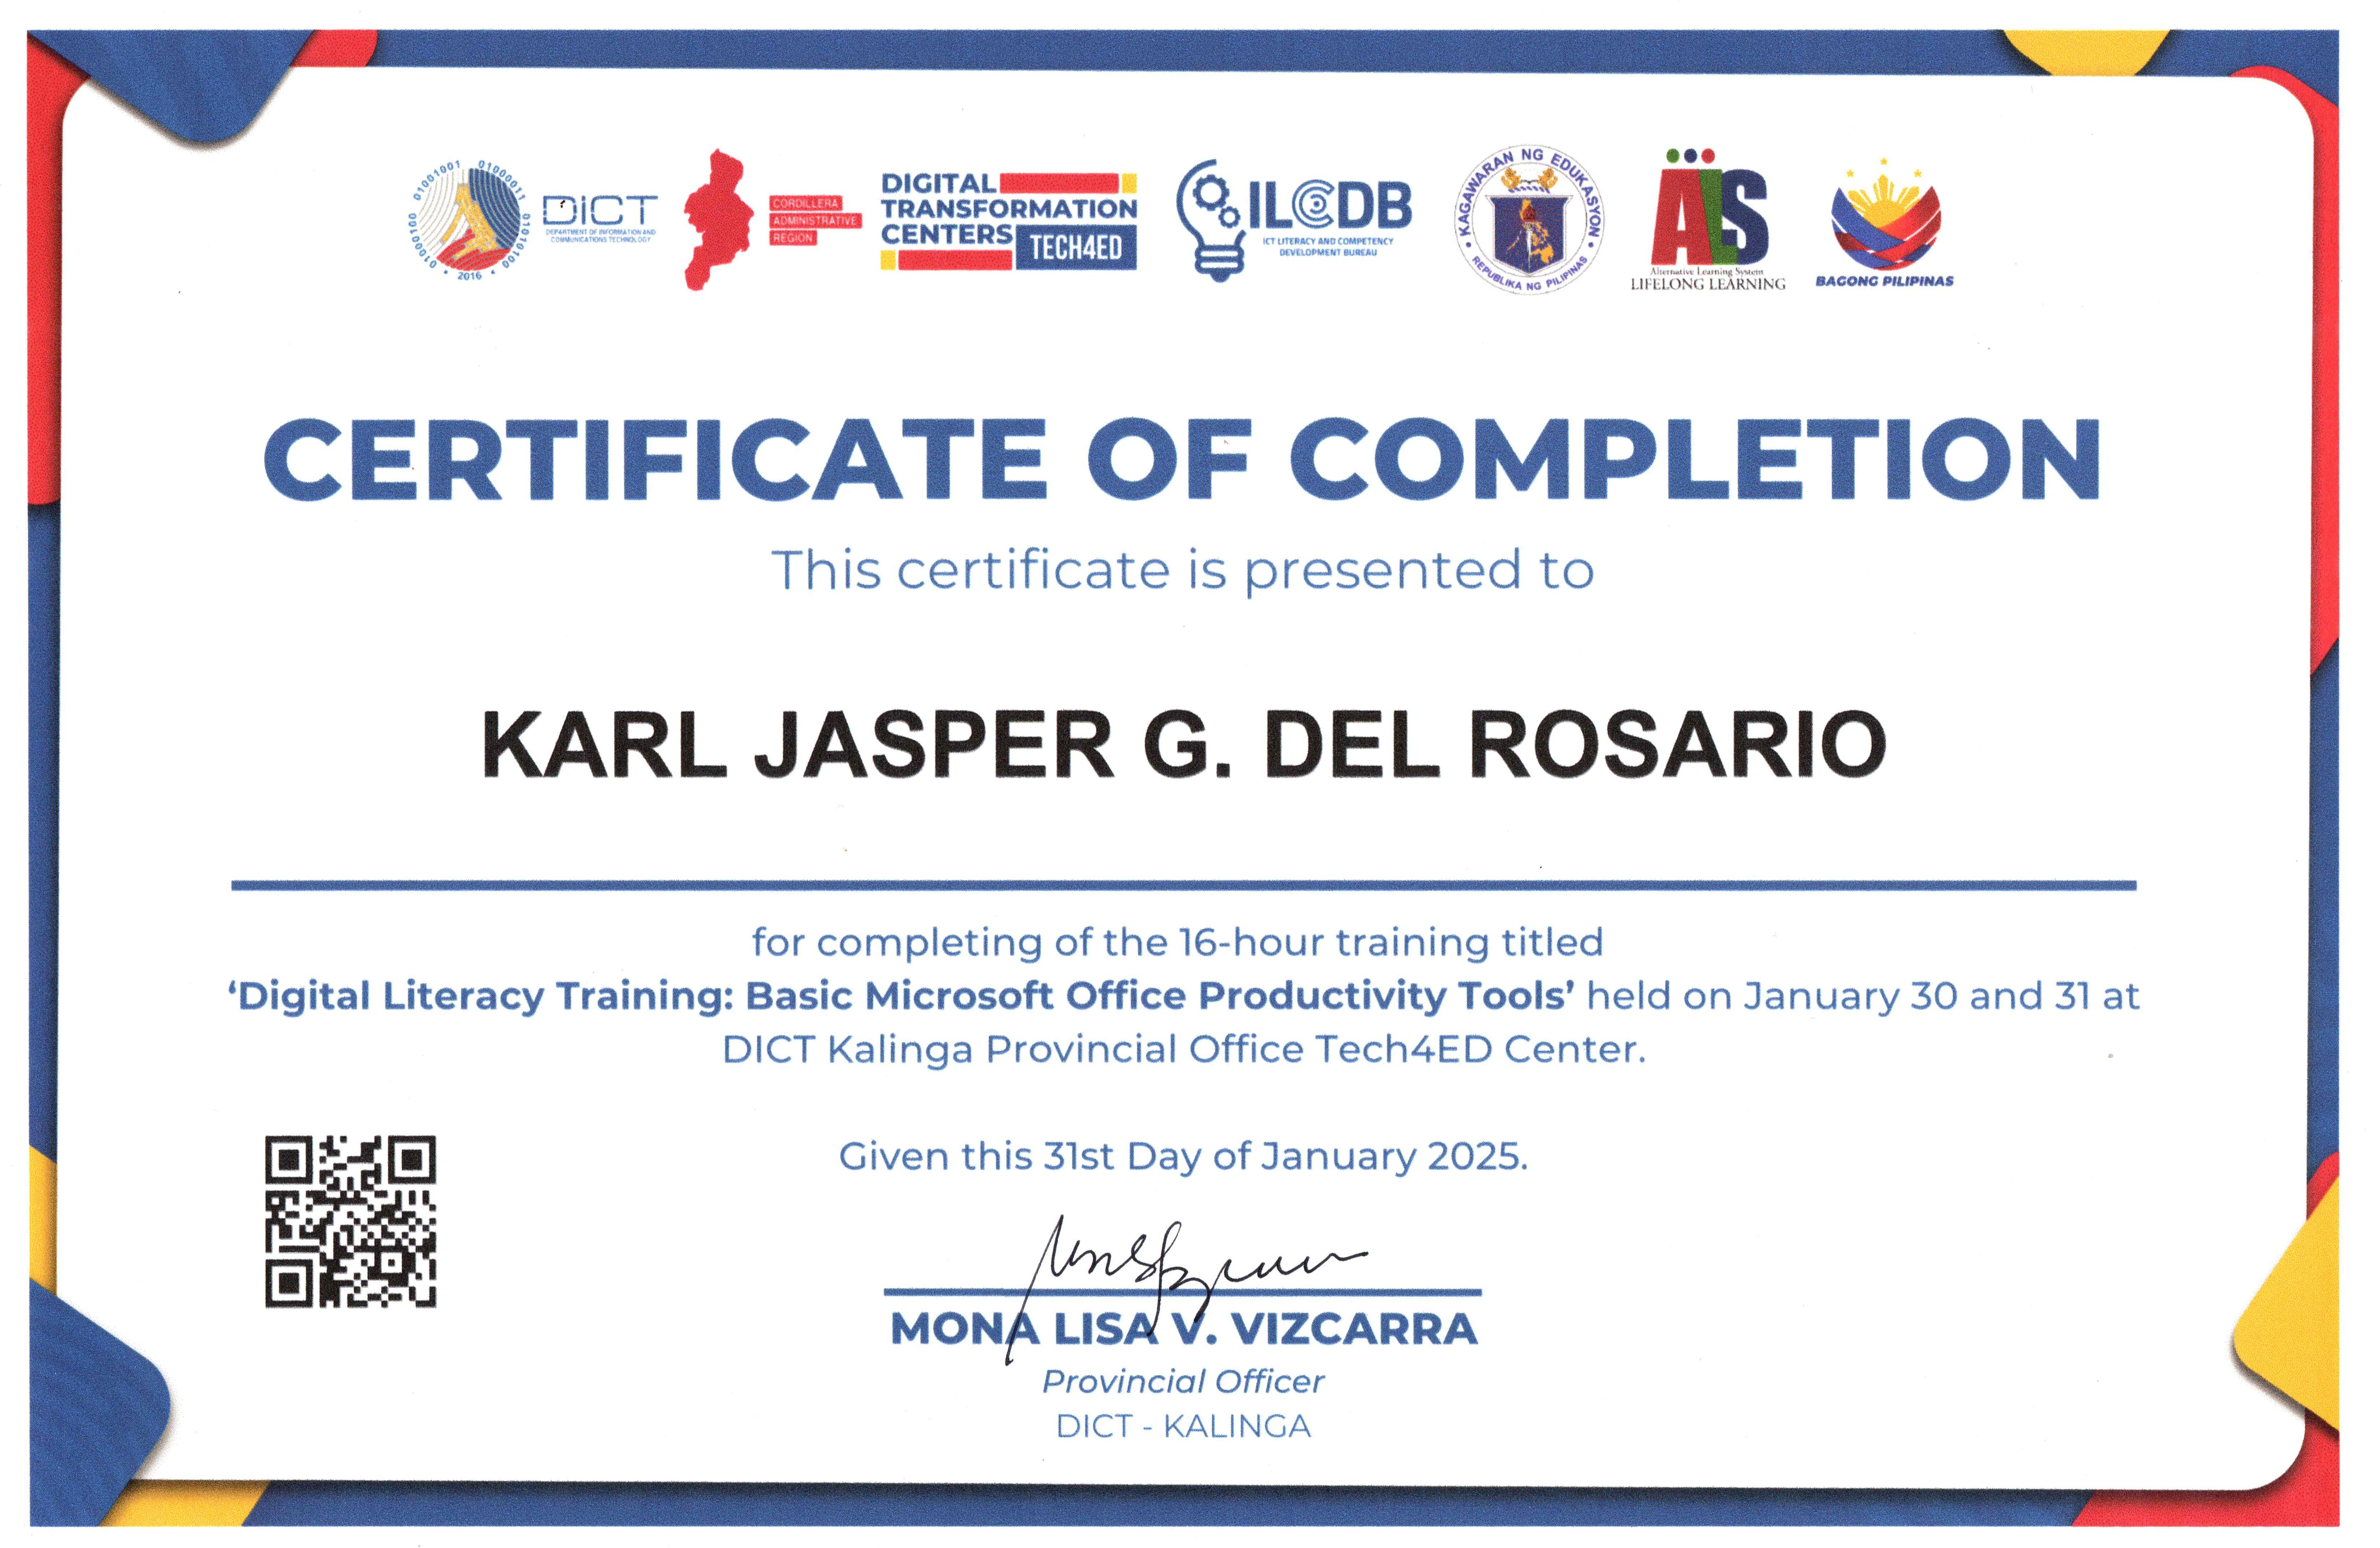 01000100 01001001 01000011 01010100
• 2016 •
DICT
DEPARTMENT OF INFORMATION AND
COMMUNICATIONS TECHNOLOGY
CORDILLERA
ADMINISTRATIVE
REGION
DIGITAL
TRANSFORMATION
CENTERS
TECH4ED
ILCDB
ICT LITERACY AND COMPETENCY
DEVELOPMENT BUREAU
KAGAWARAN NG EDUKASYON
REPUBLIKA NG PILIPINAS
ALS
Alternative Learning System
LIFELONG LEARNING
BAGONG PILIPINAS
CERTIFICATE OF COMPLETION
This certificate is presented to
KARL JASPER G. DEL ROSARIO
for completing of the 16-hour training titled
‘Digital Literacy Training: Basic Microsoft Office Productivity Tools’ held on January 30 and 31 at
DICT Kalinga Provincial Office Tech4ED Center.
Given this 31st Day of January 2025.
MONA LISA V. VIZCARRA
Provincial Officer
DICT - KALINGA